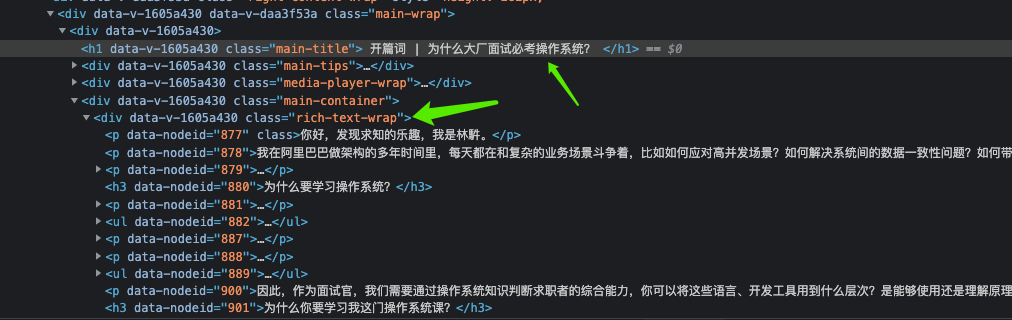 <div data-v-1605a430 data-v-daa3f53a class="main-wrap">
<div data-v-1605a430>
<h1 data-v-1605a430 class="main-title"> 开篇词 | 为什么大厂面试必考操作系统? </h1> == $0
<div data-v-1605a430 class="main-tips">…</div>
<div data-v-1605a430 class="media-player-wrap">…</div>
<div data-v-1605a430 class="main-container">
<div data-v-1605a430 class="rich-text-wrap">
<p data-nodeid="877" class>你好，发现求知的乐趣，我是林䭽。</p>
<p data-nodeid="878">我在阿里巴巴做架构的多年时间里，每天都在和复杂的业务场景斗争着，比如如何应对高并发场景？如何解决系统间的数据一致性问题？如何带
<p data-nodeid="879">…</p>
<h3 data-nodeid="880">为什么要学习操作系统？</h3>
<p data-nodeid="881">…</p>
<ul data-nodeid="882">…</ul>
<p data-nodeid="887">…</p>
<p data-nodeid="888">…</p>
<ul data-nodeid="889">…</ul>
<p data-nodeid="900">因此，作为面试官，我们需要通过操作系统知识判断求职者的综合能力，你可以将这些语言、开发工具用到什么层次？是能够使用还是理解原理
<h3 data-nodeid="901">为什么你要学习我这门操作系统课？</h3>